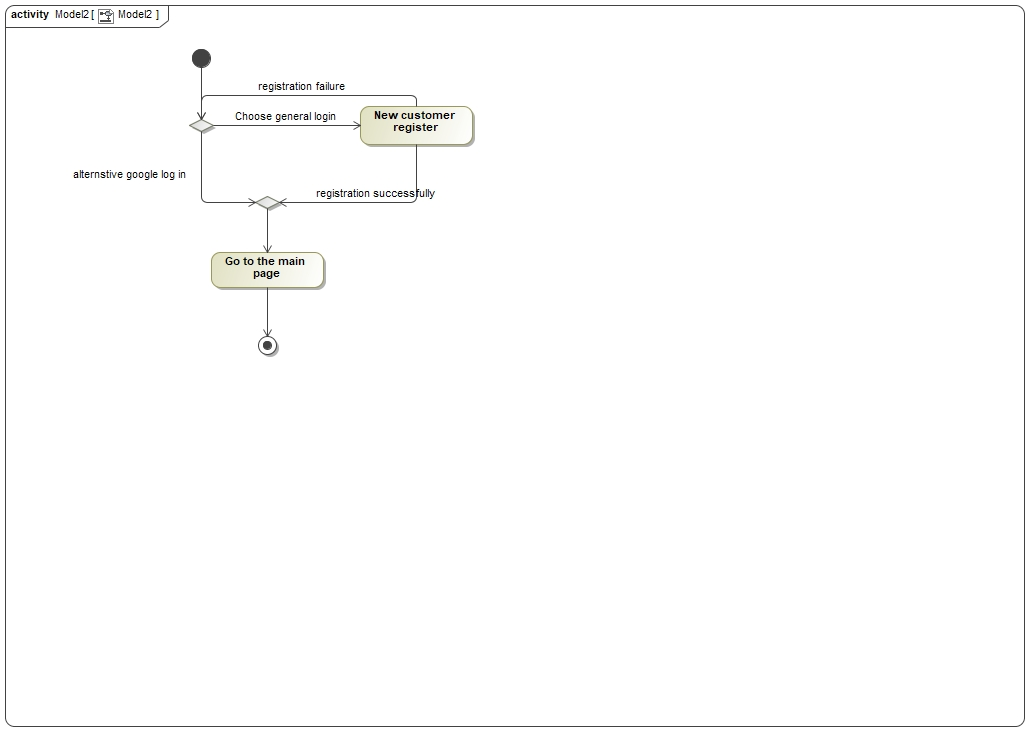 activity Model2 [ Model2 ]
registration failure
Choose general login
New customer
register
alternstive google log in
registration successfully
Go to the main
page